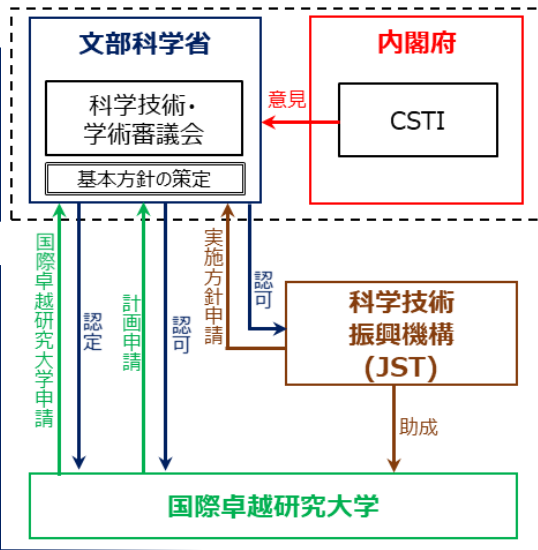 文部科学省
内閣府
科学技術・
学術審議会
意見
CSTI
基本方針の策定
国際卓越研究大学申請
認定
計画申請
認可
実施方針申請
認可
科学技術
振興機構
(JST)
助成
国際卓越研究大学